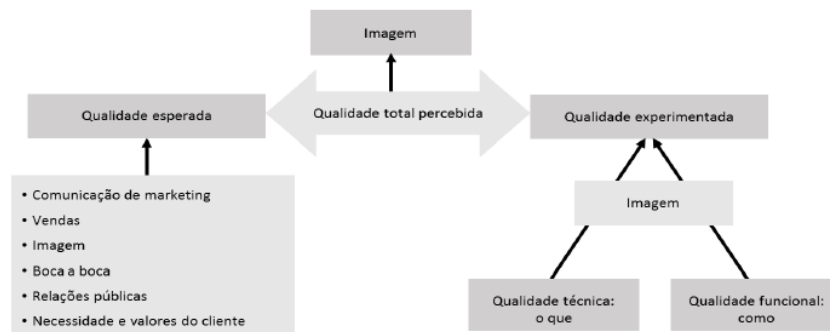 Imagem
Qualidade esperada
Qualidade total percebida
Qualidade experimentada
• Comunicação de marketing
• Vendas
• Imagem
• Boca a boca
• Relações públicas
• Necessidade e valores do cliente
Imagem
Qualidade técnica:
o que
Qualidade funcional:
como